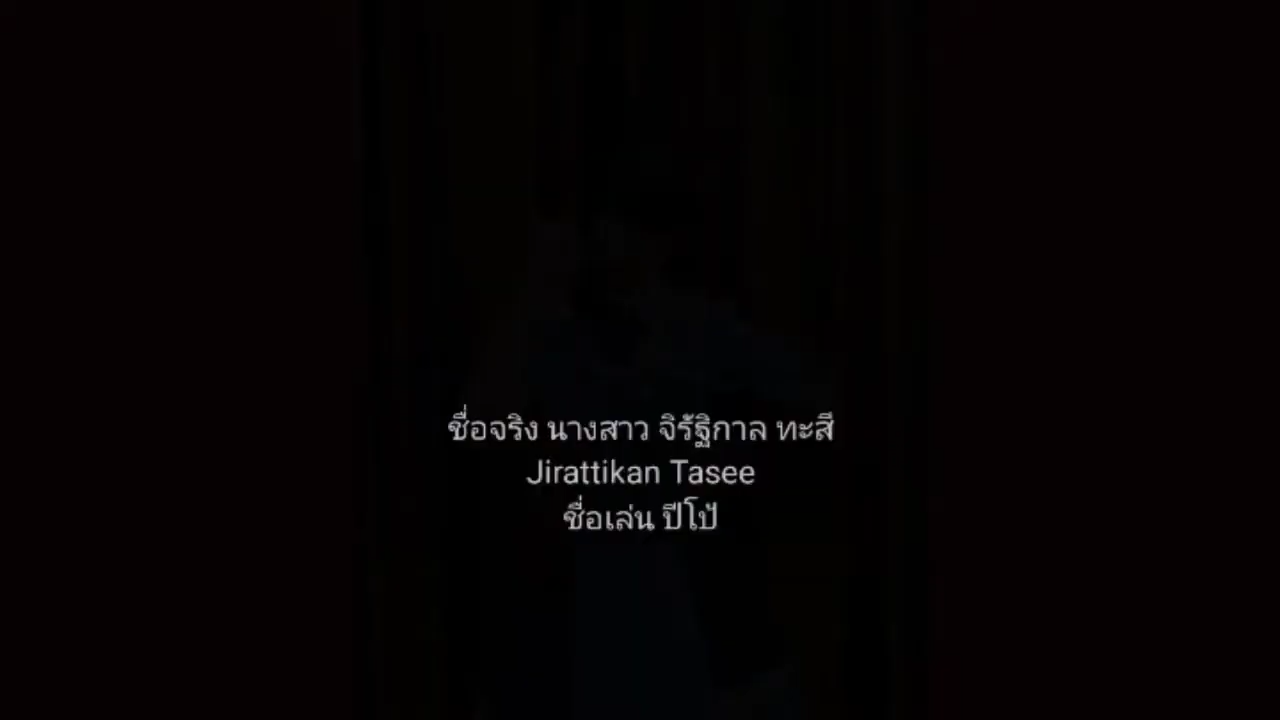 ชื่อจริง นางสาว จิรัฐิกาล ทะสี
Jirattikan Tasee
ชื่อเล่น ปีโป้